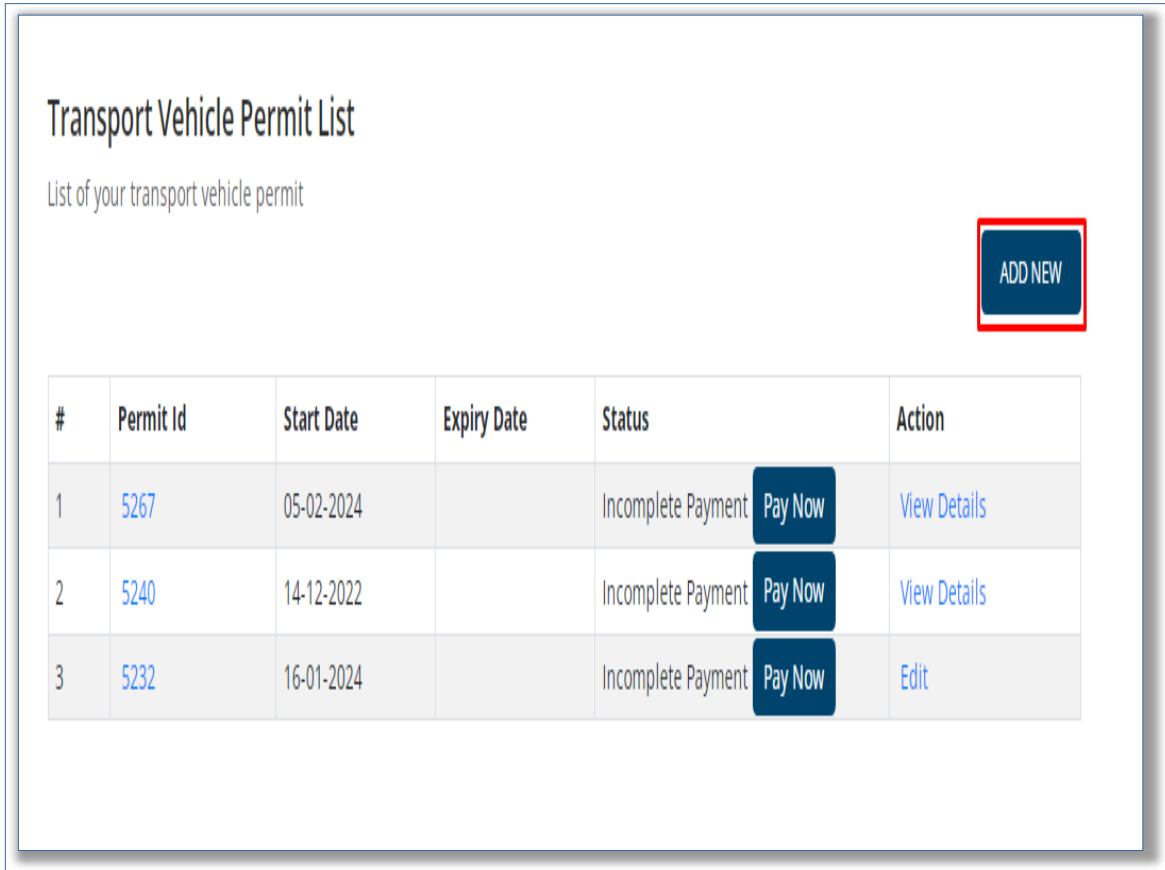 Transport Vehicle Permit List
List of your transport vehicle permit
ADD NEW
# Permit Id Start Date Expiry Date Status Action
1 5267 05-02-2024 Incomplete Payment Pay Now View Details
2 5240 14-12-2022 Incomplete Payment Pay Now View Details
3 5232 16-01-2024 Incomplete Payment Pay Now Edit